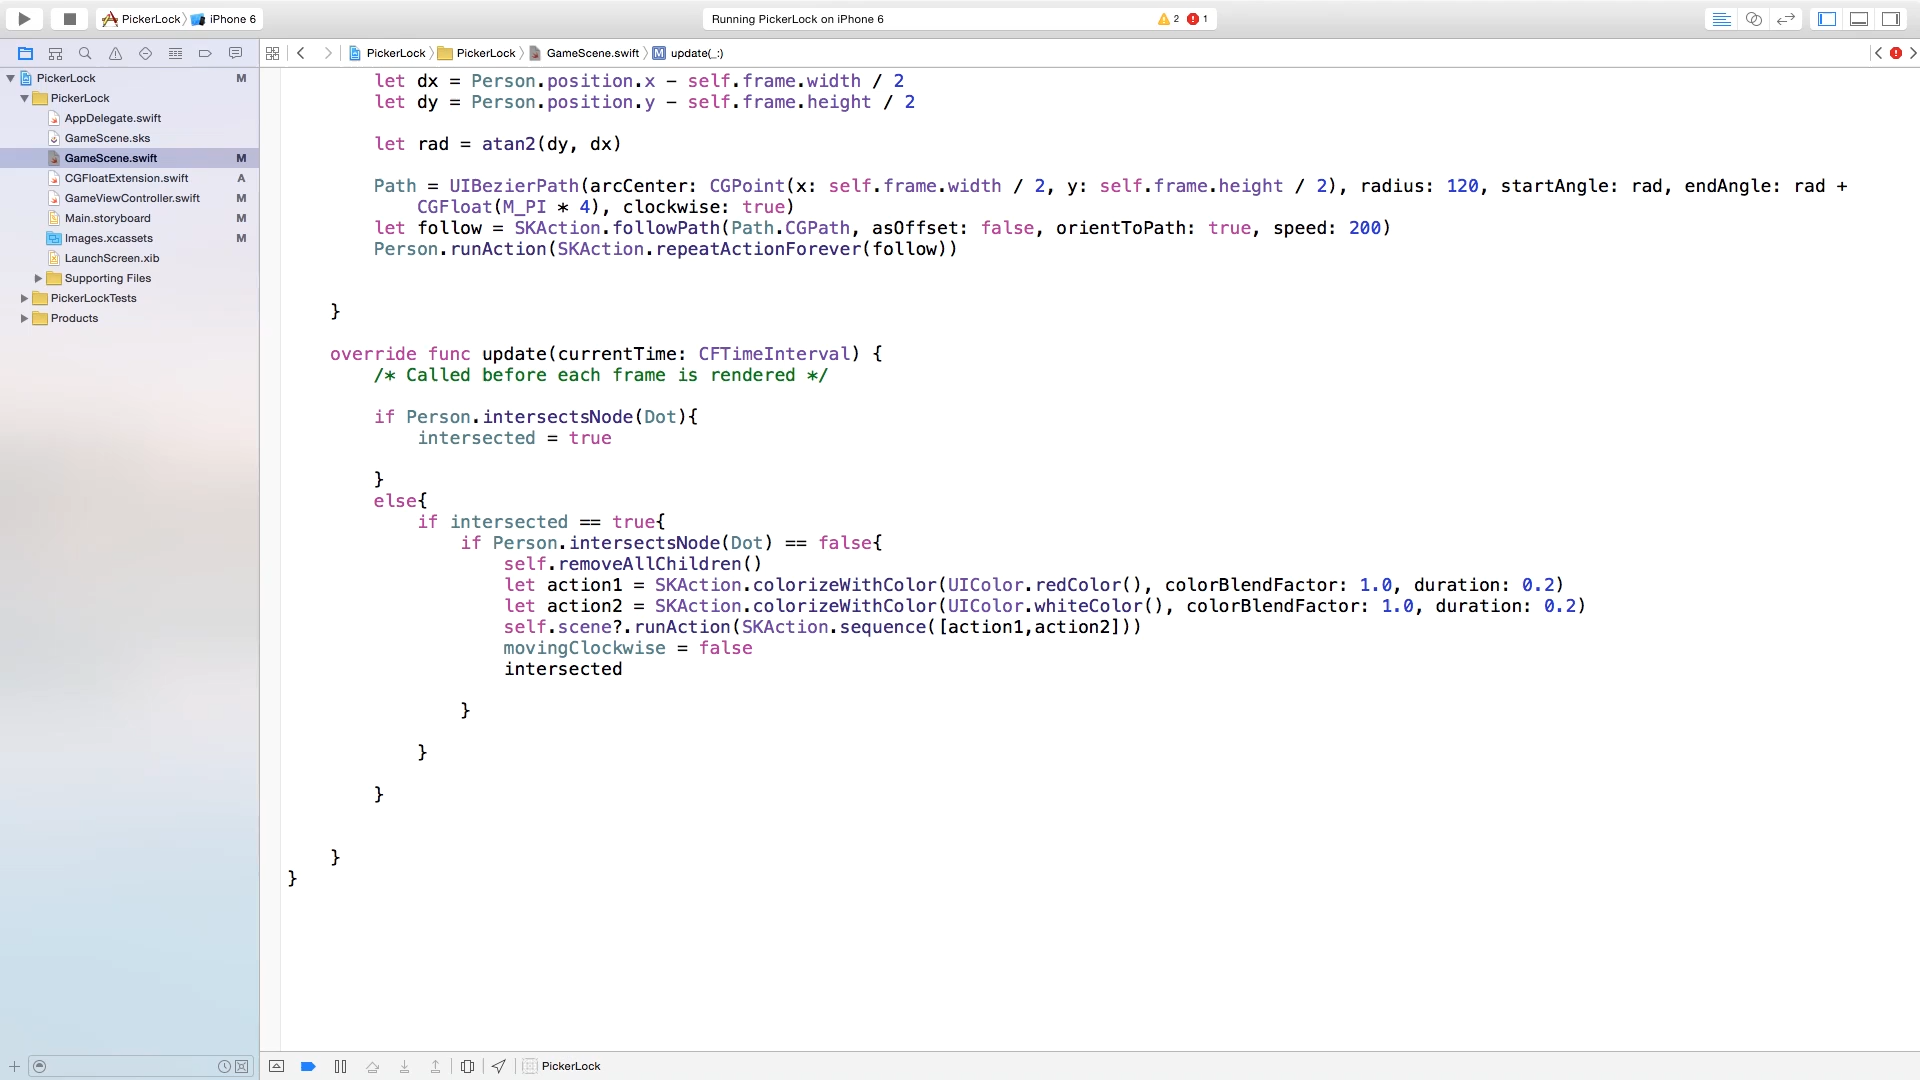 PickerLock iPhone 6
Running PickerLock on iPhone 6
2 1
PickerLock PickerLock GameScene.swift M update(_:)
PickerLock M
PickerLock
AppDelegate.swift
GameScene.sks
GameScene.swift M
CGFloatExtension.swift A
GameViewController.swift M
Main.storyboard M
Images.xcassets M
LaunchScreen.xib
Supporting Files
PickerLockTests
Products
let dx = Person.position.x - self.frame.width / 2
let dy = Person.position.y - self.frame.height / 2
let rad = atan2(dy, dx)
Path = UIBezierPath(arcCenter: CGPoint(x: self.frame.width / 2, y: self.frame.height / 2), radius: 120, startAngle: rad, endAngle: rad +
CGFloat(M_PI * 4), clockwise: true)
let follow = SKAction.followPath(Path.CGPath, asOffset: false, orientToPath: true, speed: 200)
Person.runAction(SKAction.repeatActionForever(follow))
}
override func update(currentTime: CFTimeInterval) {
/* Called before each frame is rendered */
if Person.intersectsNode(Dot){
intersected = true
}
else{
if intersected == true{
if Person.intersectsNode(Dot) == false{
self.removeAllChildren()
let action1 = SKAction.colorizeWithColor(UIColor.redColor(), colorBlendFactor: 1.0, duration: 0.2)
let action2 = SKAction.colorizeWithColor(UIColor.whiteColor(), colorBlendFactor: 1.0, duration: 0.2)
self.scene?.runAction(SKAction.sequence([action1,action2]))
movingClockwise = false
intersected
}
}
}
}
}
PickerLock